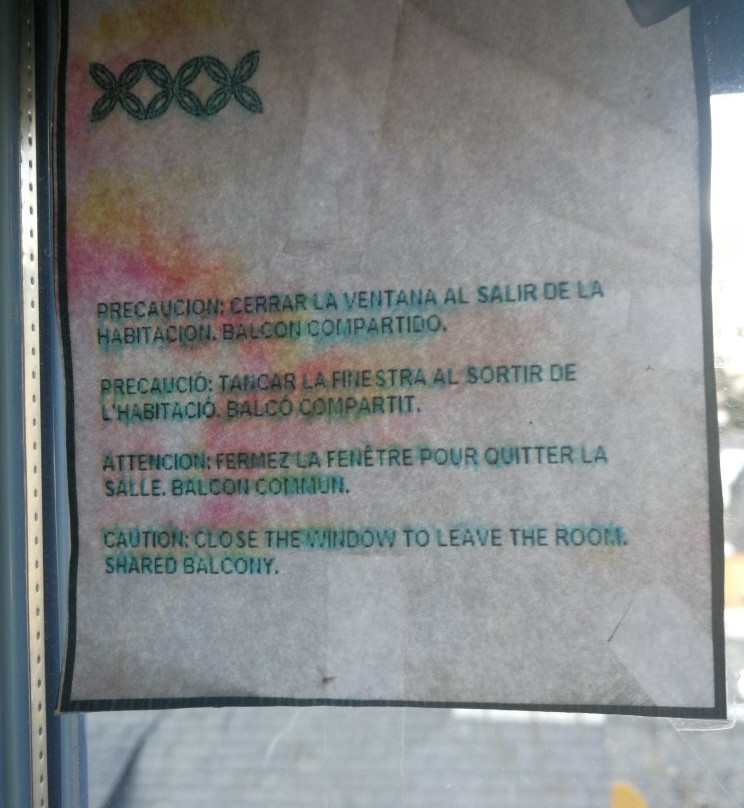 PRECAUCION: CERRAR LA VENTANA AL SALIR DE LA
HABITACION. BALCON COMPARTIDO.
PRECAUCIÓ: TANCAR LA FINESTRA AL SORTIR DE
L'HABITACIÓ. BALCÓ COMPARTIT.
ATTENCION: FERMEZ LA FENÊTRE POUR QUITTER LA
SALLE. BALCON COMMUN.
CAUTION: CLOSE THE WINDOW TO LEAVE THE ROOM.
SHARED BALCONY.